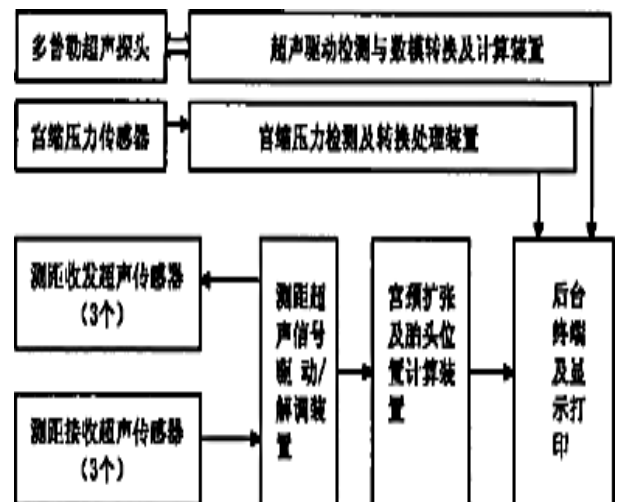 多普勒超声探头
超声驱动检测与数模转换及计算装置
宫缩压力传感器
宫缩压力检测及转换处理装置
测距收发超声传感器
(3个)
测距接收超声传感器
(3个)
测距超
声信号
驱动/
解调装
置
宫颈扩张
及胎头位
置计算装
置
后台
终端
及显
示打
印